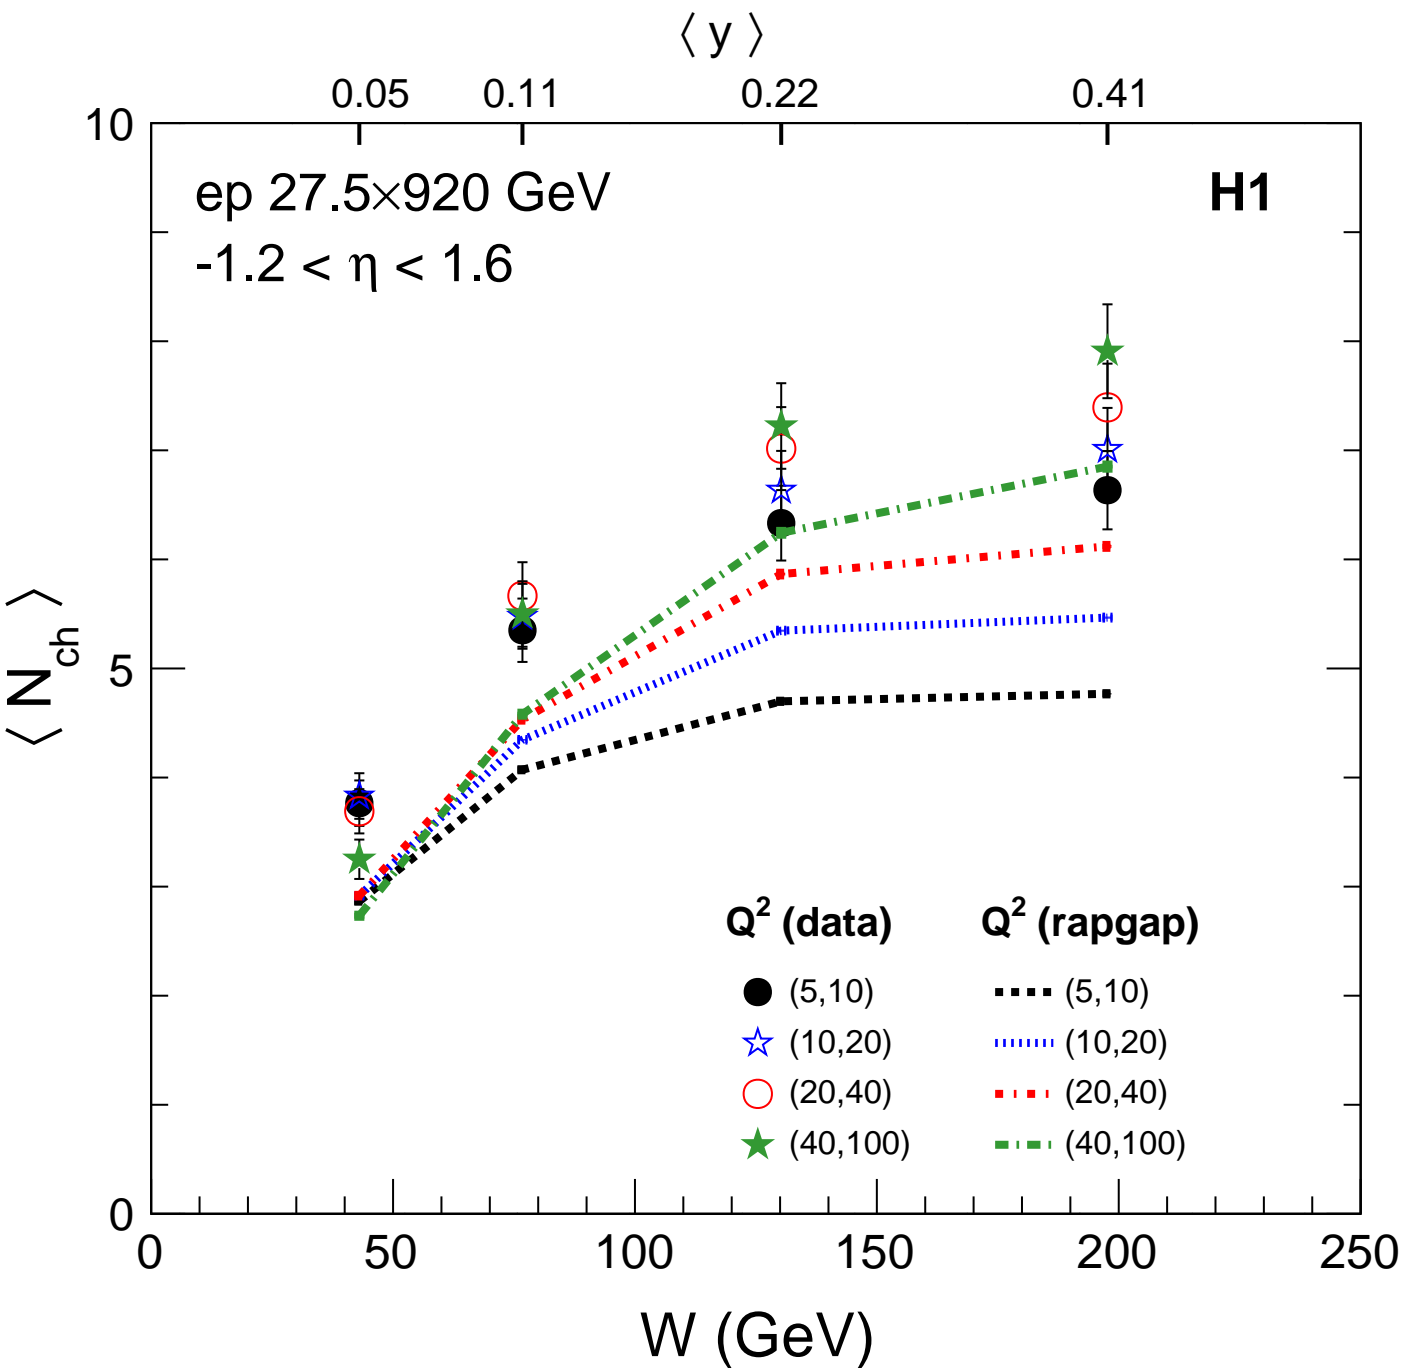 ⟨ y ⟩
0.05 0.11 0.22 0.41
10
ep 27.5×920 GeV
H1
-1.2 < η < 1.6
⟨ N_ch ⟩
5
Q² (data) Q² (rapgap)
(5,10) (5,10)
(10,20) (10,20)
(20,40) (20,40)
(40,100) (40,100)
0
0 50 100 150 200 250
W (GeV)